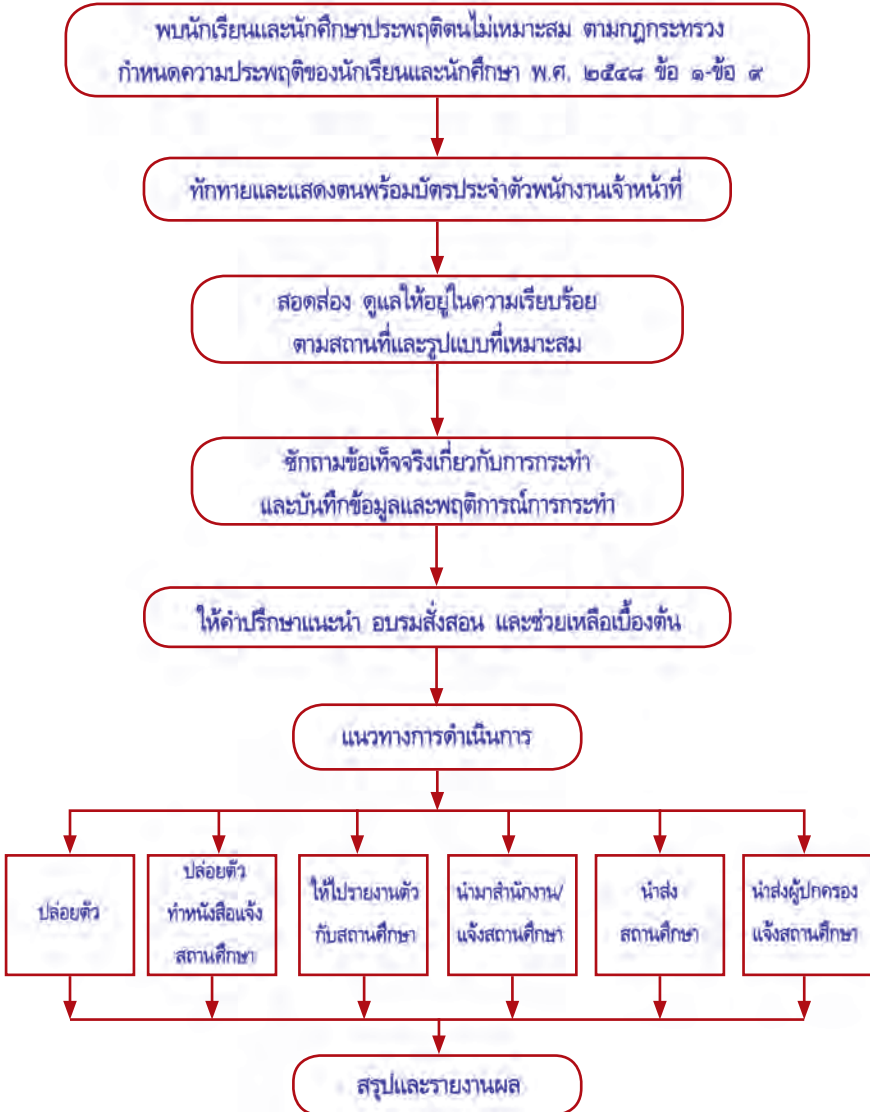 พบนักเรียนและนักศึกษาประพฤติตนไม่เหมาะสม ตามกฎกระทรวง
กำหนดความประพฤติของนักเรียนและนักศึกษา พ.ศ. ๒๕๔๘ ข้อ ๑-ข้อ ๙
ทักทายและแสดงตนพร้อมบัตรประจำตัวพนักงานเจ้าหน้าที่
สอดส่อง ดูแลให้อยู่ในความเรียบร้อย
ตามสถานที่และรูปแบบที่เหมาะสม
ซักถามข้อเท็จจริงเกี่ยวกับการกระทำ
และบันทึกข้อมูลและพฤติการณ์การกระทำ
ให้คำปรึกษาแนะนำ อบรมสั่งสอน และช่วยเหลือเบื้องต้น
แนวทางการดำเนินการ
ปล่อยตัว
ปล่อยตัว
ทำหนังสือแจ้ง
สถานศึกษา
ให้ไปรายงานตัว
กับสถานศึกษา
นำมาสำนักงาน/
แจ้งสถานศึกษา
นำส่ง
สถานศึกษา
นำส่งผู้ปกครอง
แจ้งสถานศึกษา
สรุปและรายงานผล